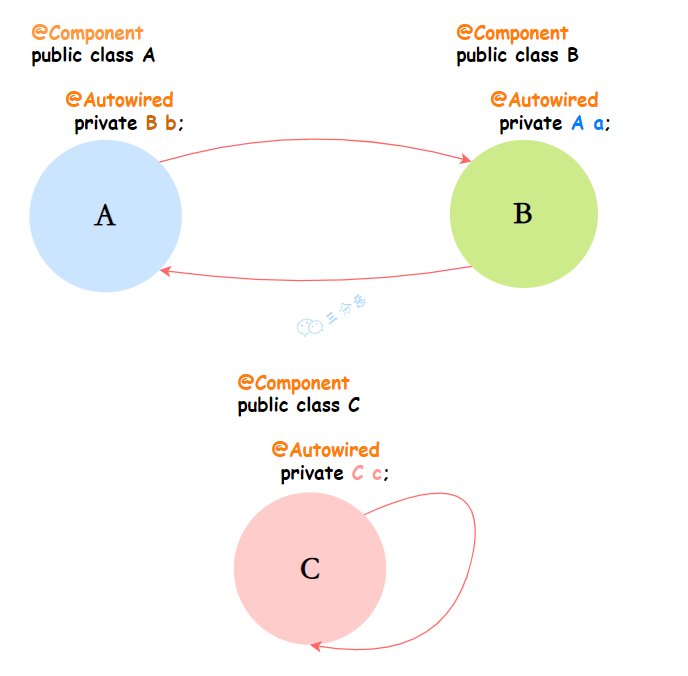 @Component
public class A
@Autowired
private B b;
A
@Component
public class B
@Autowired
private A a;
B
三分恶
@Component
public class C
@Autowired
private C c;
C